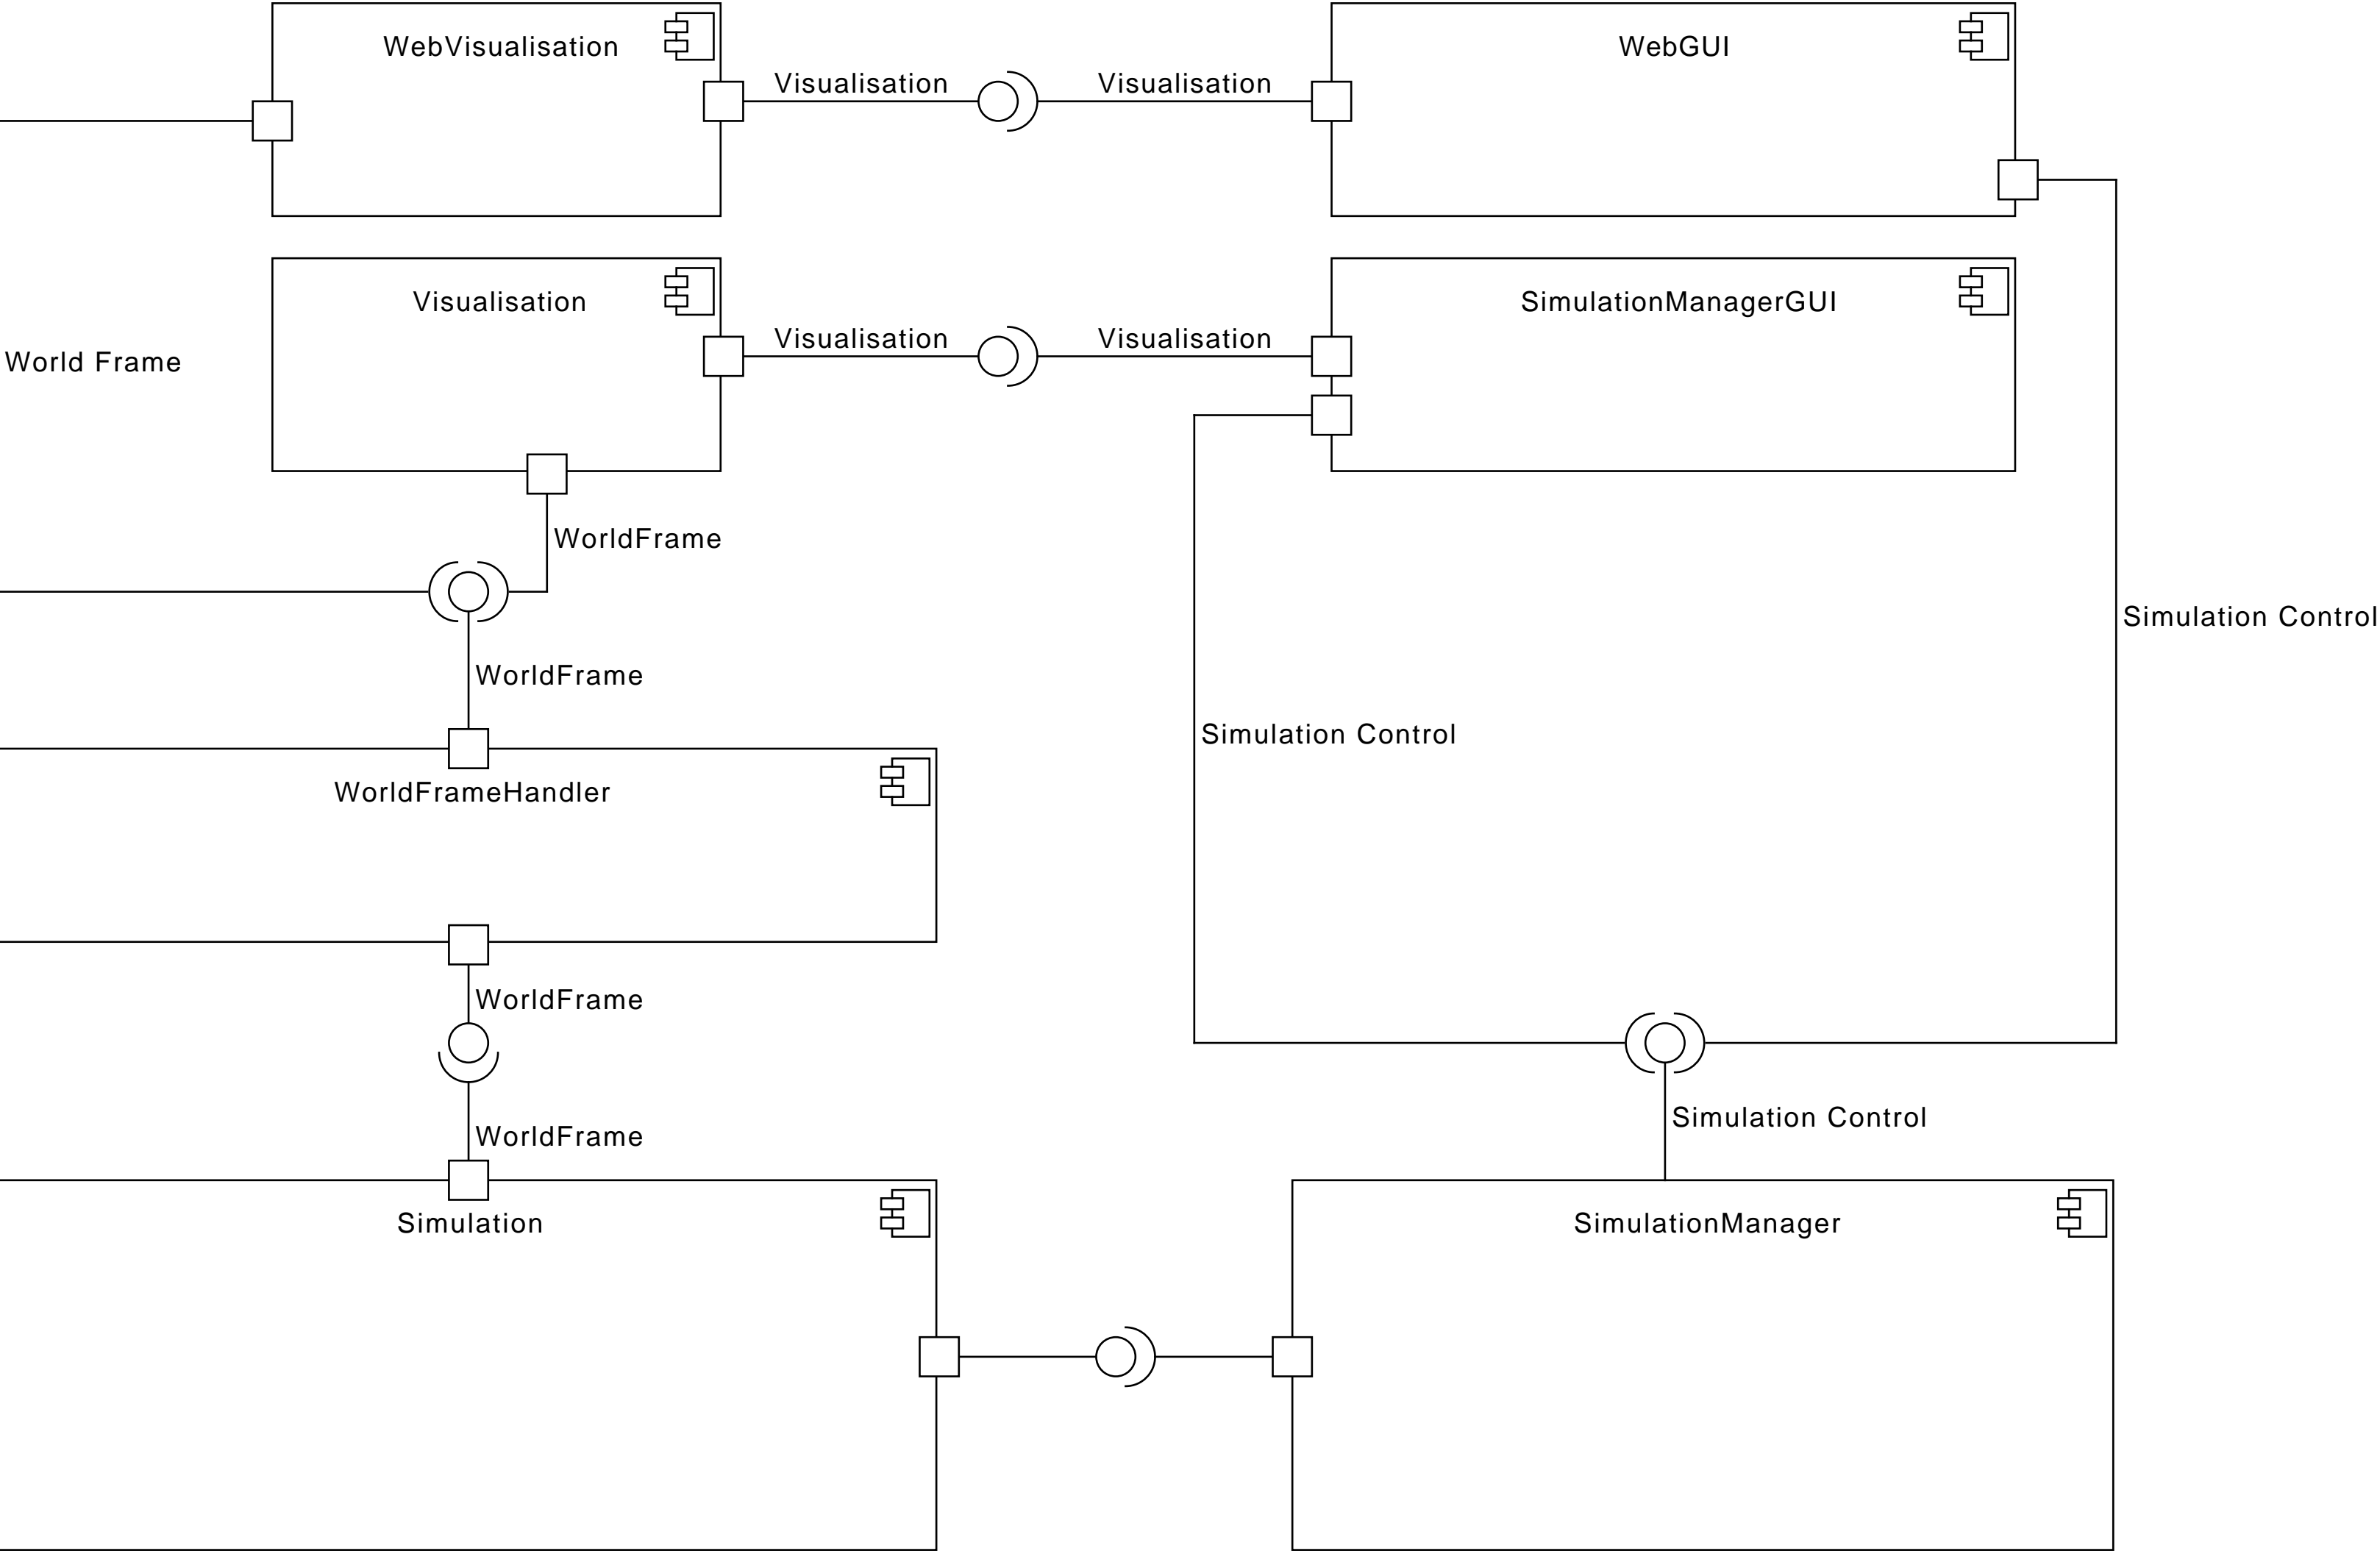 WebVisualisation
WebGUI
Visualisation
Visualisation
Visualisation
SimulationManagerGUI
Visualisation
Visualisation
World Frame
WorldFrame
Simulation Control
WorldFrame
Simulation Control
WorldFrameHandler
WorldFrame
Simulation Control
WorldFrame
Simulation
SimulationManager